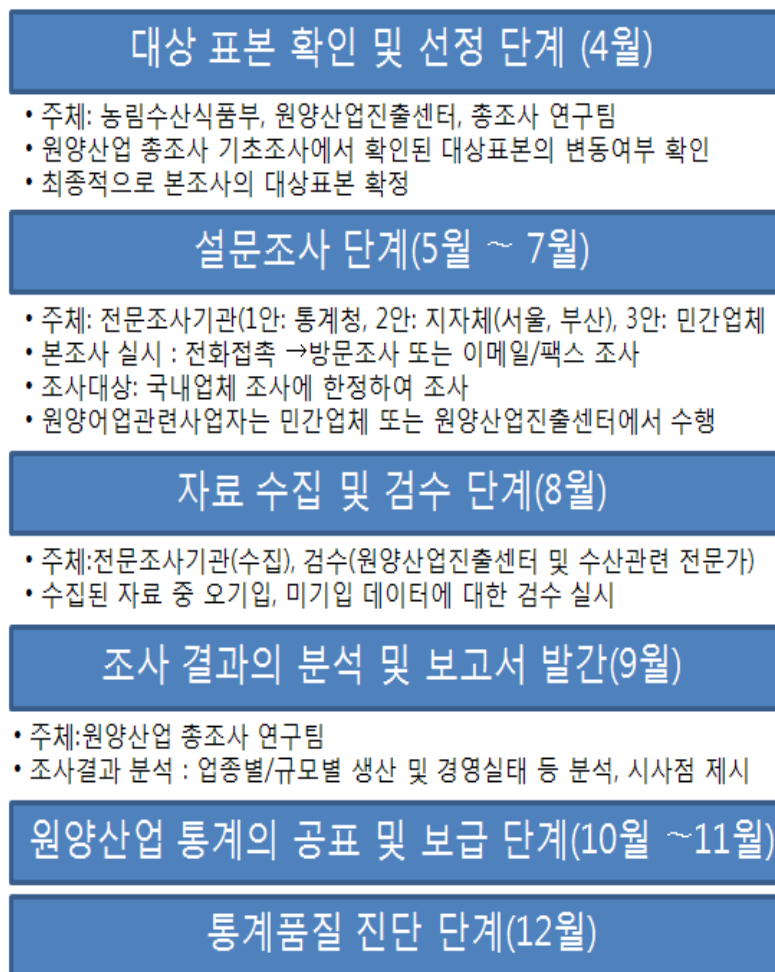 대상 표본 확인 및 선정 단계 (4월)
• 주체: 농림수산식품부, 원양산업진출센터, 총조사 연구팀
• 원양산업 총조사 기초조사에서 확인된 대상표본의 변동여부 확인
• 최종적으로 본조사의 대상표본 확정
설문조사 단계(5월 ~ 7월)
• 주체: 전문조사기관(1안: 통계청, 2안: 지자체(서울, 부산), 3안: 민간업체
• 본조사 실시 : 전화접촉 →방문조사 또는 이메일/팩스 조사
• 조사대상: 국내업체 조사에 한정하여 조사
• 원양어업관련사업자는 민간업체 또는 원양산업진출센터에서 수행
자료 수집 및 검수 단계(8월)
• 주체:전문조사기관(수집), 검수(원양산업진출센터 및 수산관련 전문가)
• 수집된 자료 중 오기입, 미기입 데이터에 대한 검수 실시
조사 결과의 분석 및 보고서 발간(9월)
• 주체:원양산업 총조사 연구팀
• 조사결과 분석 : 업종별/규모별 생산 및 경영실태 등 분석, 시사점 제시
원양산업 통계의 공표 및 보급 단계(10월 ~11월)
통계품질 진단 단계(12월)